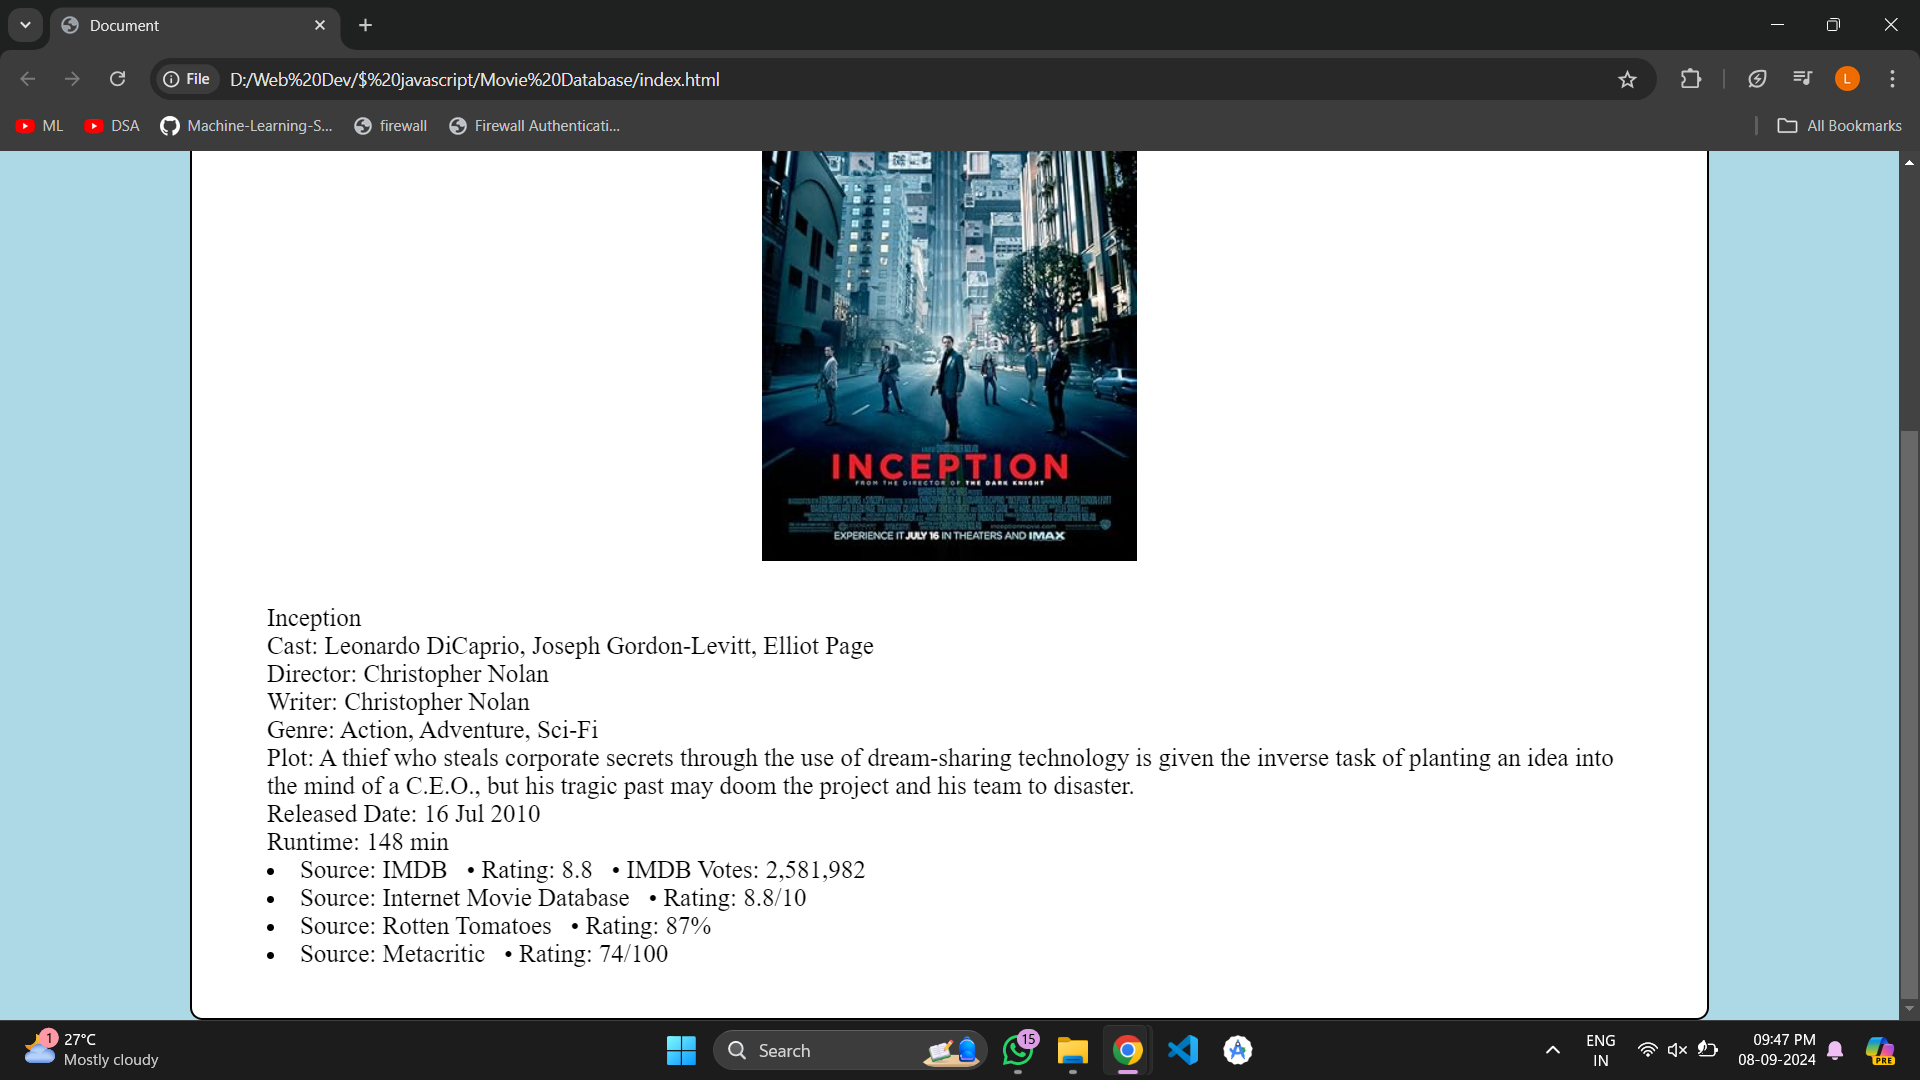 Document
File
D:/Web%20Dev/$%20javascript/Movie%20Database/index.html
L
ML
DSA
Machine-Learning-S...
firewall
Firewall Authenticati...
All Bookmarks
INCEPTION
FROM THE DIRECTOR OF THE DARK KNIGHT
EXPERIENCE IT JULY 16 IN THEATERS AND IMAX
Inception
Cast: Leonardo DiCaprio, Joseph Gordon-Levitt, Elliot Page
Director: Christopher Nolan
Writer: Christopher Nolan
Genre: Action, Adventure, Sci-Fi
Plot: A thief who steals corporate secrets through the use of dream-sharing technology is given the inverse task of planting an idea into
the mind of a C.E.O., but his tragic past may doom the project and his team to disaster.
Released Date: 16 Jul 2010
Runtime: 148 min
• Source: IMDB • Rating: 8.8 • IMDB Votes: 2,581,982
• Source: Internet Movie Database • Rating: 8.8/10
• Source: Rotten Tomatoes • Rating: 87%
• Source: Metacritic • Rating: 74/100
1
27°C
Mostly cloudy
Search
15
ENG
IN
09:47 PM
08-09-2024
PRE